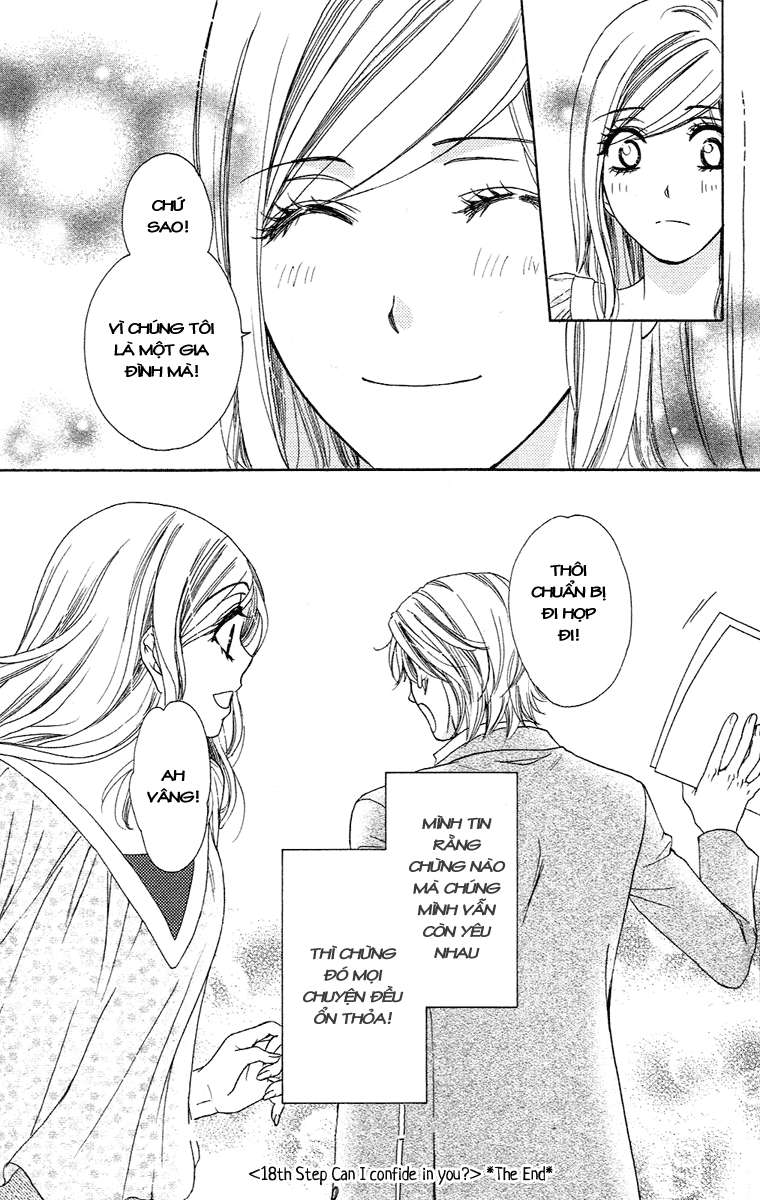 CHỨ
SAO!
VÌ CHÚNG TÔI
LÀ MỘT GIA
ĐÌNH MÀ!
THÔI
CHUẨN BỊ
ĐI HỌP
ĐI!
AH
VÂNG!
MÌNH TIN
RẰNG
CHỪNG NÀO
MÀ CHÚNG
MÌNH VẪN
CÒN YÊU
NHAU
THÌ CHỪNG
ĐÓ MỌI
CHUYỆN ĐỀU
ỔN THỎA!
<18th Step Can I confide in you?> *The End*